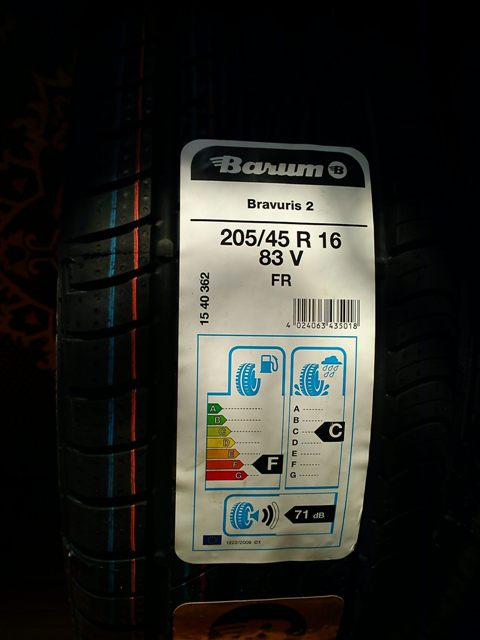 Barum B
Bravuris 2
205/45 R 16
83 V
FR
15 40 362
4 024063 435018
A
B
C
D
E
F
G
F
A
B
C
D
E
F
G
C
71 dB
1222/2009 C1